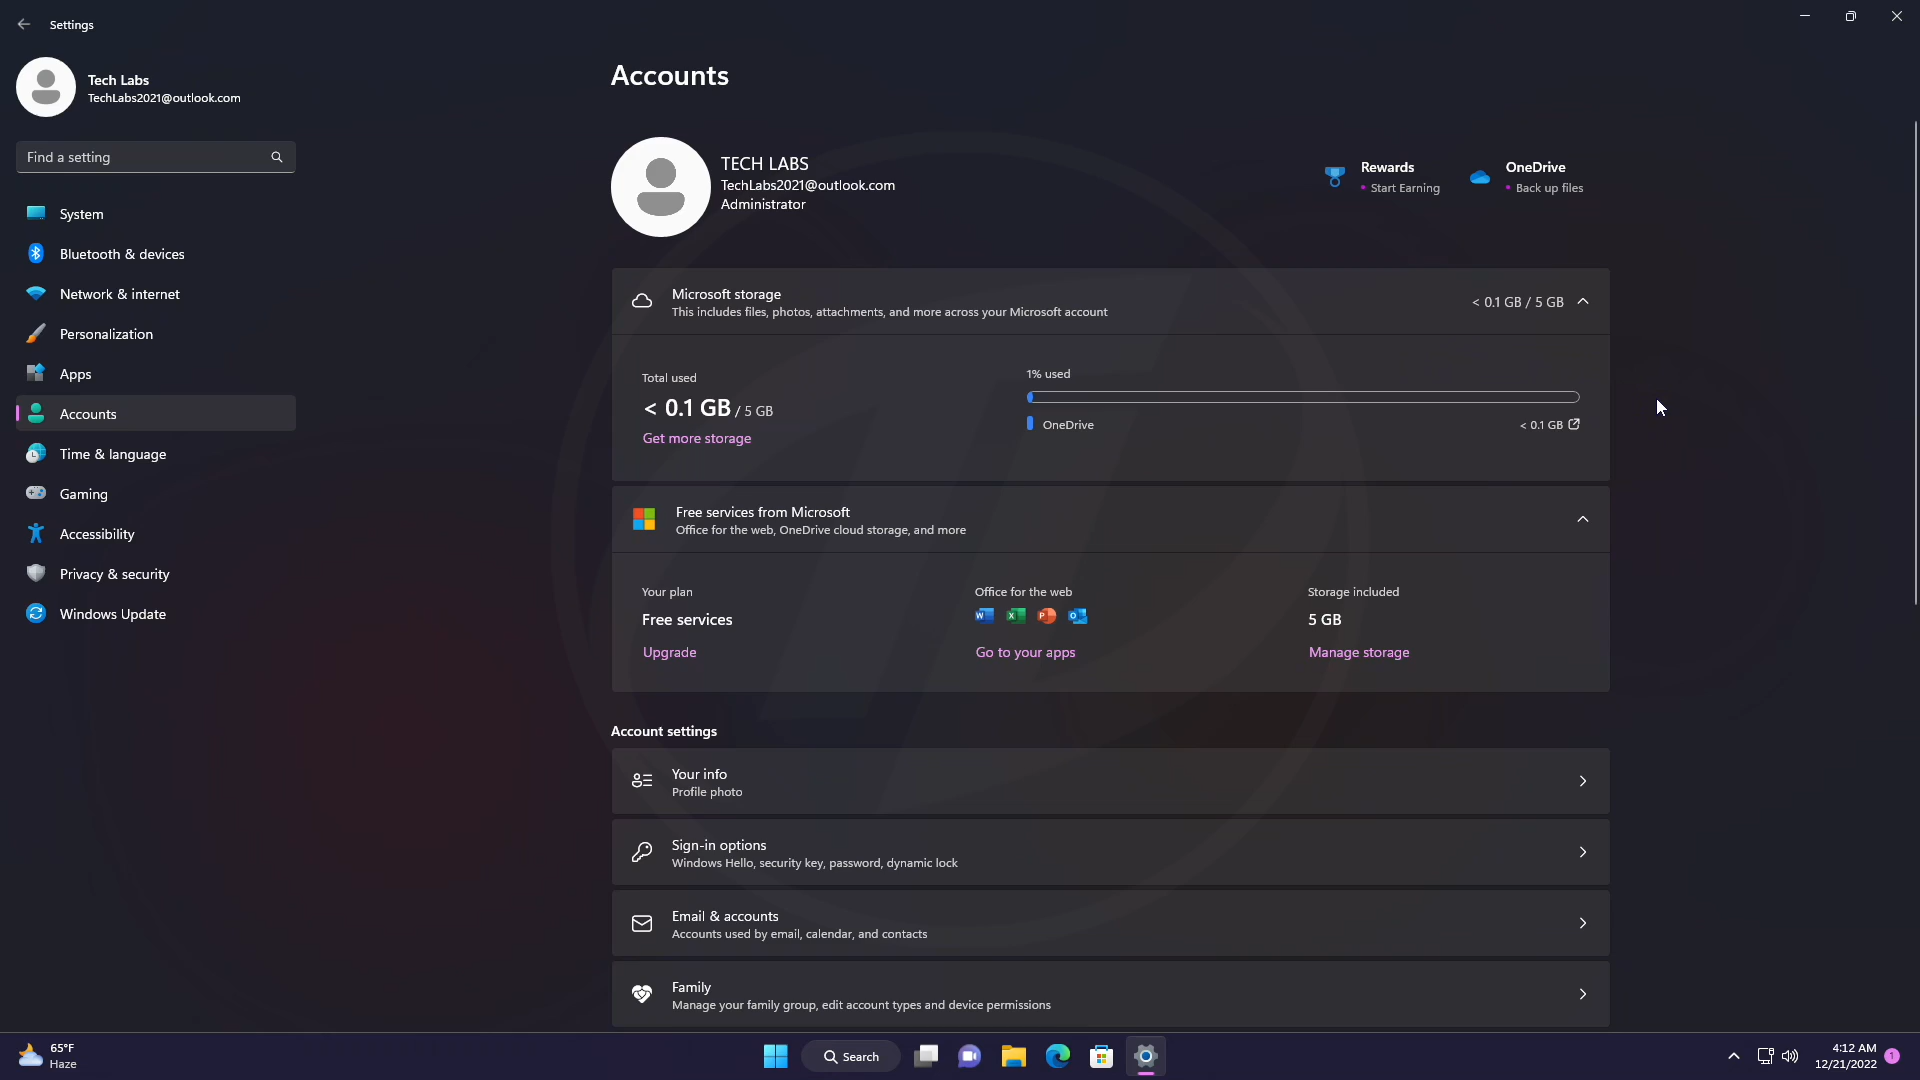 Settings
Tech Labs
TechLabs2021@outlook.com
Find a setting
System
Bluetooth & devices
Network & internet
Personalization
Apps
Accounts
Time & language
Gaming
Accessibility
Privacy & security
Windows Update
Accounts
TECH LABS
TechLabs2021@outlook.com
Administrator
Rewards
• Start Earning
OneDrive
• Back up files
Microsoft storage
This includes files, photos, attachments, and more across your Microsoft account
< 0.1 GB / 5 GB
Total used
< 0.1 GB / 5 GB
Get more storage
1% used
OneDrive
< 0.1 GB
Free services from Microsoft
Office for the web, OneDrive cloud storage, and more
Your plan
Free services
Upgrade
Office for the web
Go to your apps
Storage included
5 GB
Manage storage
Account settings
Your info
Profile photo
Sign-in options
Windows Hello, security key, password, dynamic lock
Email & accounts
Accounts used by email, calendar, and contacts
Family
Manage your family group, edit account types and device permissions
65°F
Haze
Search
4:12 AM
12/21/2022
1